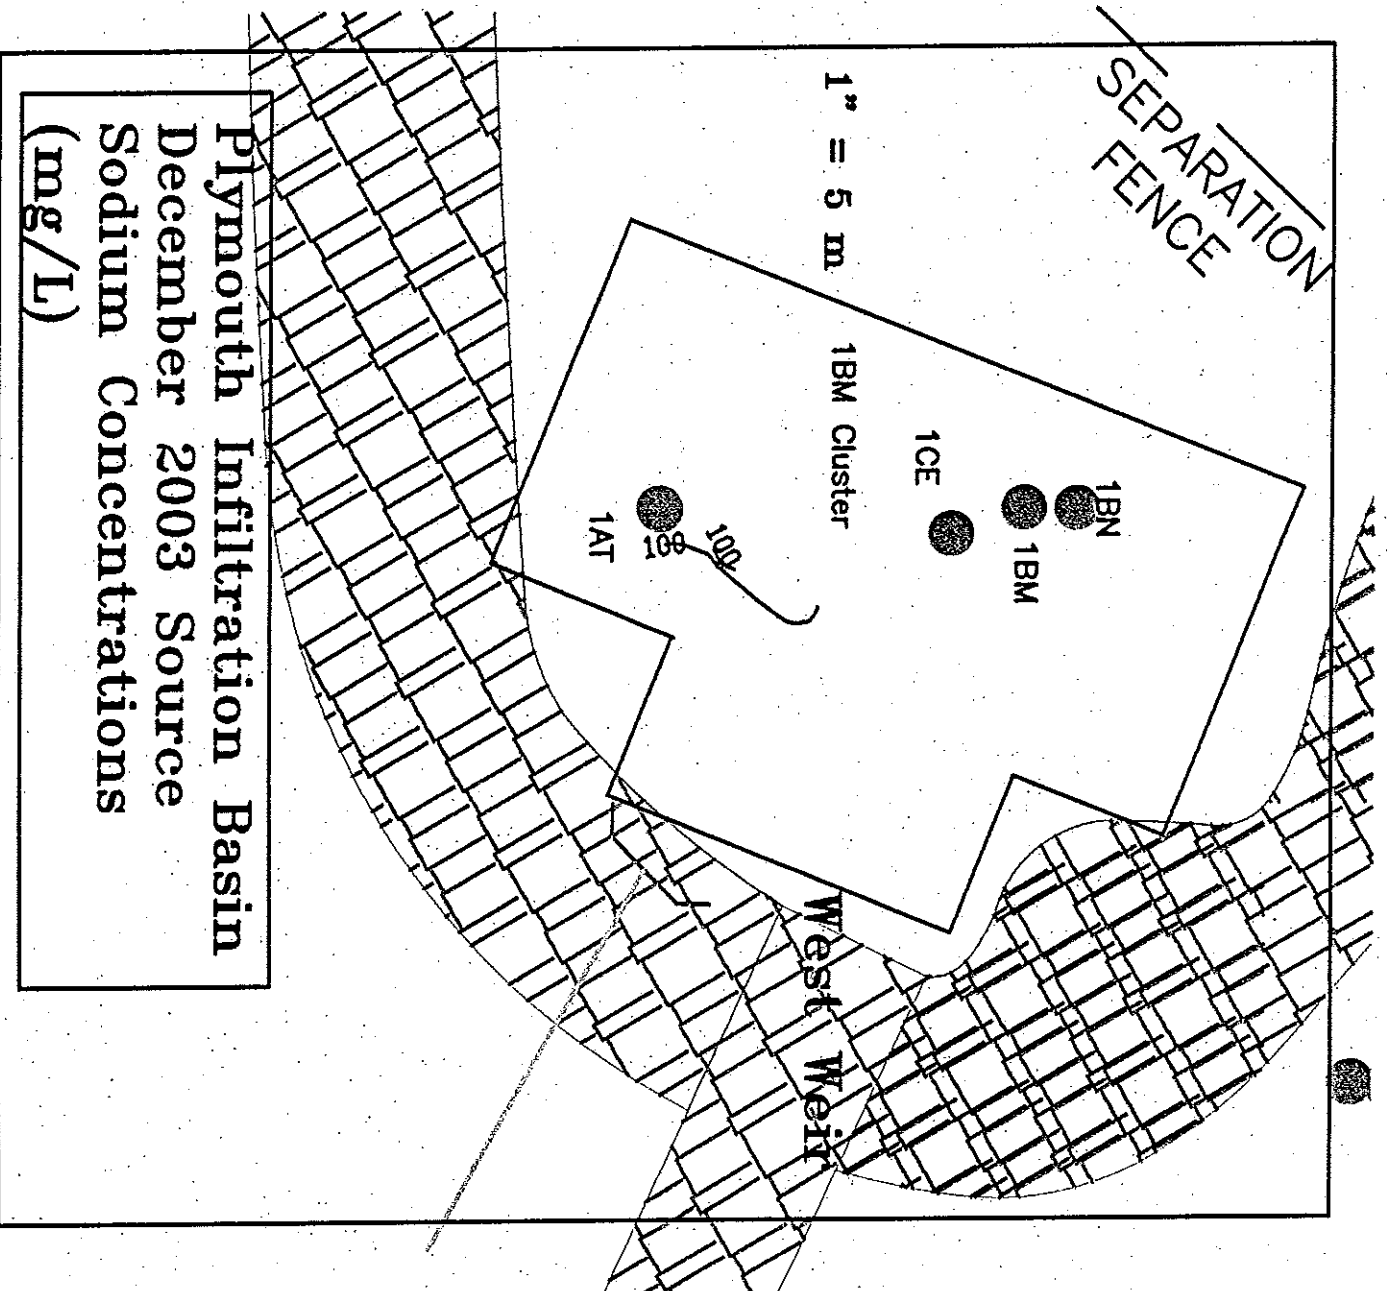 SEPARATION
FENCE
1" = 5 m
1BN
1BM
1CE
1BM Cluster
1AT
100
100
West Weir
Plymouth Infiltration Basin
December 2003 Source
Sodium Concentrations
(mg/L)